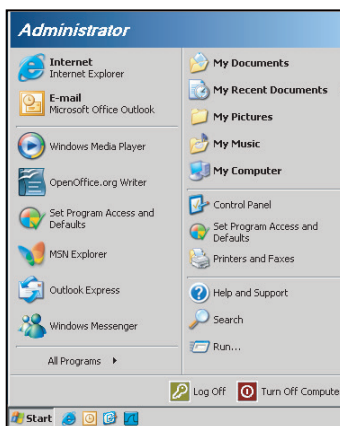 Administrator
Internet
Internet Explorer
E-mail
Microsoft Office Outlook
Windows Media Player
OpenOffice.org Writer
Set Program Access and
Defaults
MSN Explorer
Outlook Express
Windows Messenger
All Programs
My Documents
My Recent Documents
My Pictures
My Music
My Computer
Control Panel
Set Program Access and
Defaults
Printers and Faxes
Help and Support
Search
Run...
Log Off
Turn Off Compute
Start